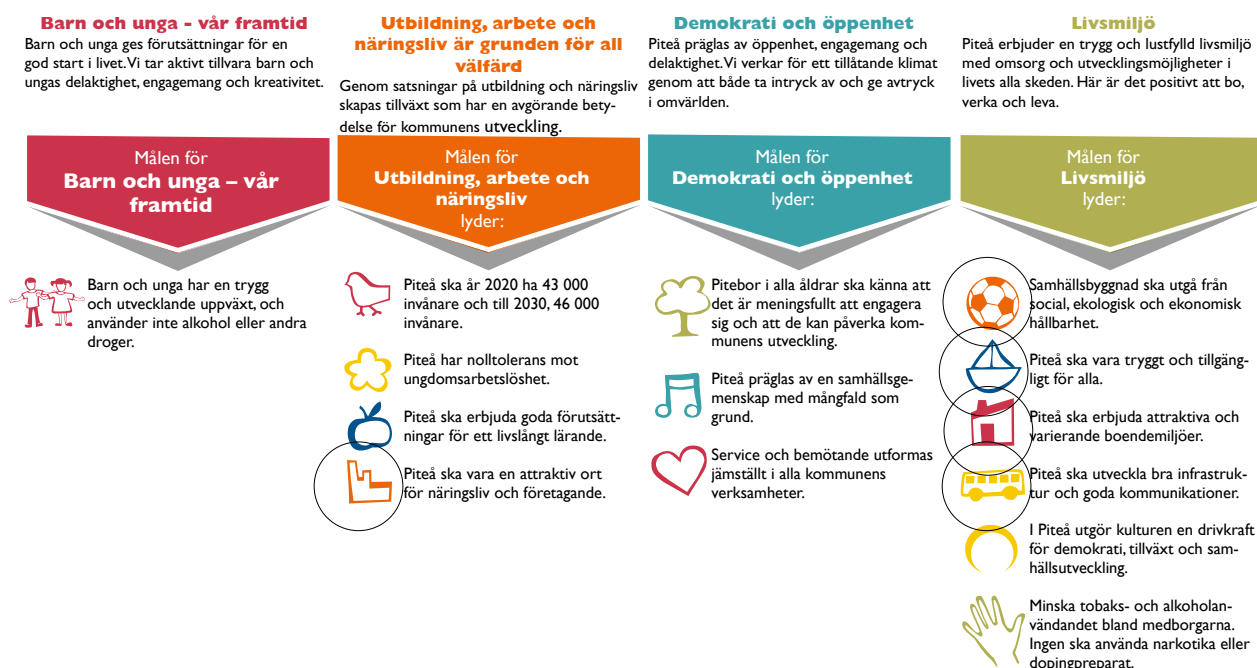 Barn och unga - vår framtid
Barn och unga ges förutsättningar för en
god start i livet. Vi tar aktivt tillvara barn och
ungas delaktighet, engagemang och kreativitet.
Utbildning, arbete och
näringsliv är grunden för all
välfärd
Genom satsningar på utbildning och näringsliv
skapas tillväxt som har en avgörande bety-
delse för kommunens utveckling.
Demokrati och öppenhet
Piteå präglas av öppenhet, engagemang och
delaktighet. Vi verkar för ett tillåtande klimat
genom att både ta intryck av och ge avtryck
i omvärlden.
Livsmiljö
Piteå erbjuder en trygg och lustfylld livsmiljö
med omsorg och utvecklingsmöjligheter i
livets alla skeden. Här är det positivt att bo,
verka och leva.
Målen för
Barn och unga – vår
framtid
Målen för
Utbildning, arbete och
näringsliv
lyder:
Målen för
Demokrati och öppenhet
lyder:
Målen för
Livsmiljö
lyder:
Barn och unga har en trygg
och utvecklande uppväxt, och
använder inte alkohol eller andra
droger.
Piteå ska år 2020 ha 43 000
invånare och till 2030, 46 000
invånare.
Piteå har nolltolerans mot
ungdomsarbetslöshet.
Piteå ska erbjuda goda förutsätt-
ningar för ett livslångt lärande.
Piteå ska vara en attraktiv ort
för näringsliv och företagande.
Pitebor i alla åldrar ska känna att
det är meningsfullt att engagera
sig och att de kan påverka kom-
munens utveckling.
Piteå präglas av en samhällsge-
menskap med mångfald som
grund.
Service och bemötande utformas
jämställt i alla kommunens
verksamheter.
Samhällsbyggnad ska utgå från
social, ekologisk och ekonomisk
hållbarhet.
Piteå ska vara tryggt och tillgäng-
ligt för alla.
Piteå ska erbjuda attraktiva och
varierande boendemiljöer.
Piteå ska utveckla bra infrastruk-
tur och goda kommunikationer.
I Piteå utgör kulturen en drivkraft
för demokrati, tillväxt och sam-
hällsutveckling.
Minska tobaks- och alkoholan-
vändandet bland medborgarna.
Ingen ska använda narkotika eller
dopingpreparat.